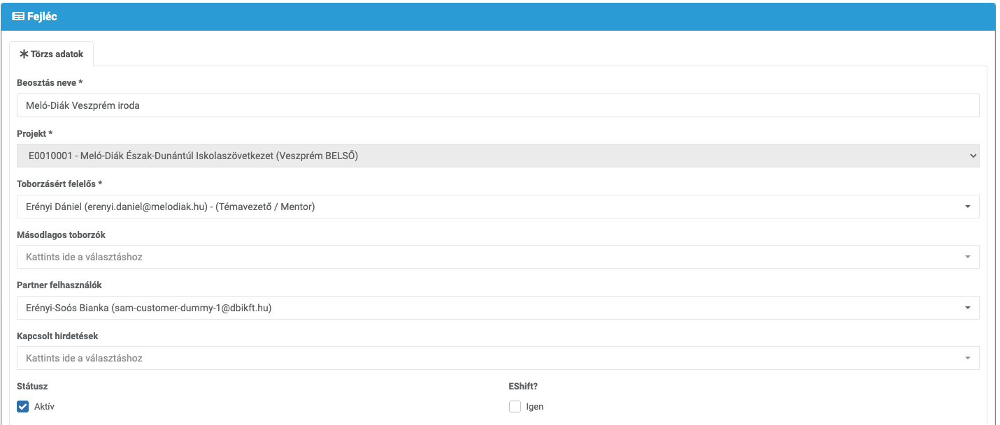 Fejléc
Törzs adatok
Beosztás neve *
Meló-Diák Veszprém iroda
Projekt *
E0010001 - Meló-Diák Észak-Dunántúl Iskolaszövetkezet (Veszprém BELSŐ)
Toborzásért felelős *
Erényi Dániel (erenyi.daniel@melodiak.hu) - (Témavezető / Mentor)
Másodlagos toborzók
Kattints ide a választáshoz
Partner felhasználók
Erényi-Soós Bianka (sam-customer-dummy-1@dbikft.hu)
Kapcsolt hirdetések
Kattints ide a választáshoz
Státusz EShift?
Aktív Igen